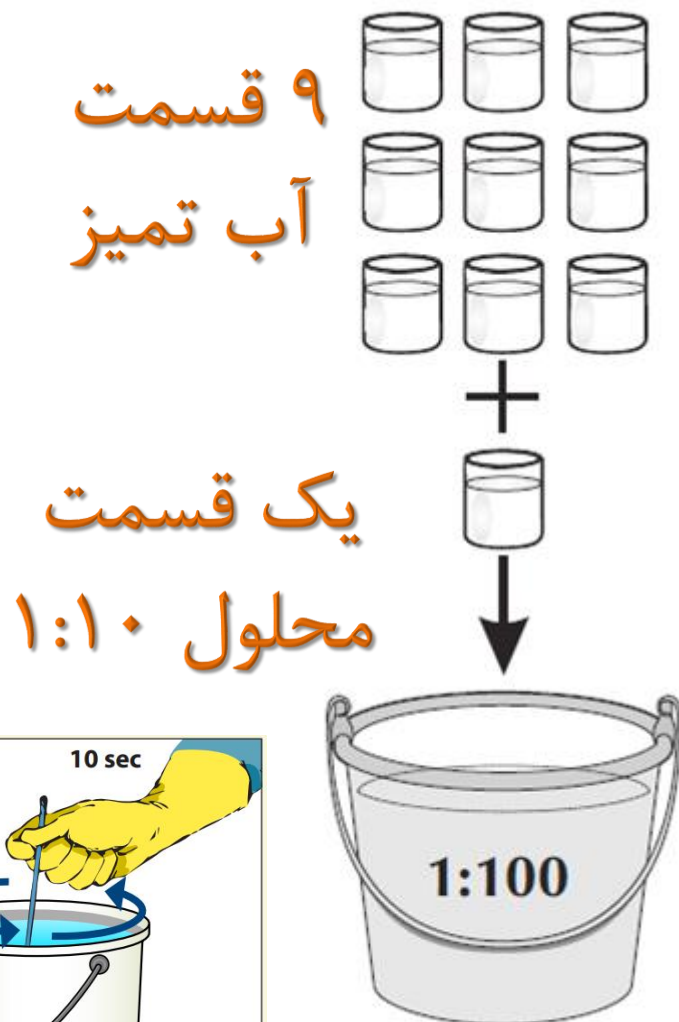 ۹ قسمت
آب تمیز
یک قسمت
محلول ۱:۱۰
10 sec
1:100